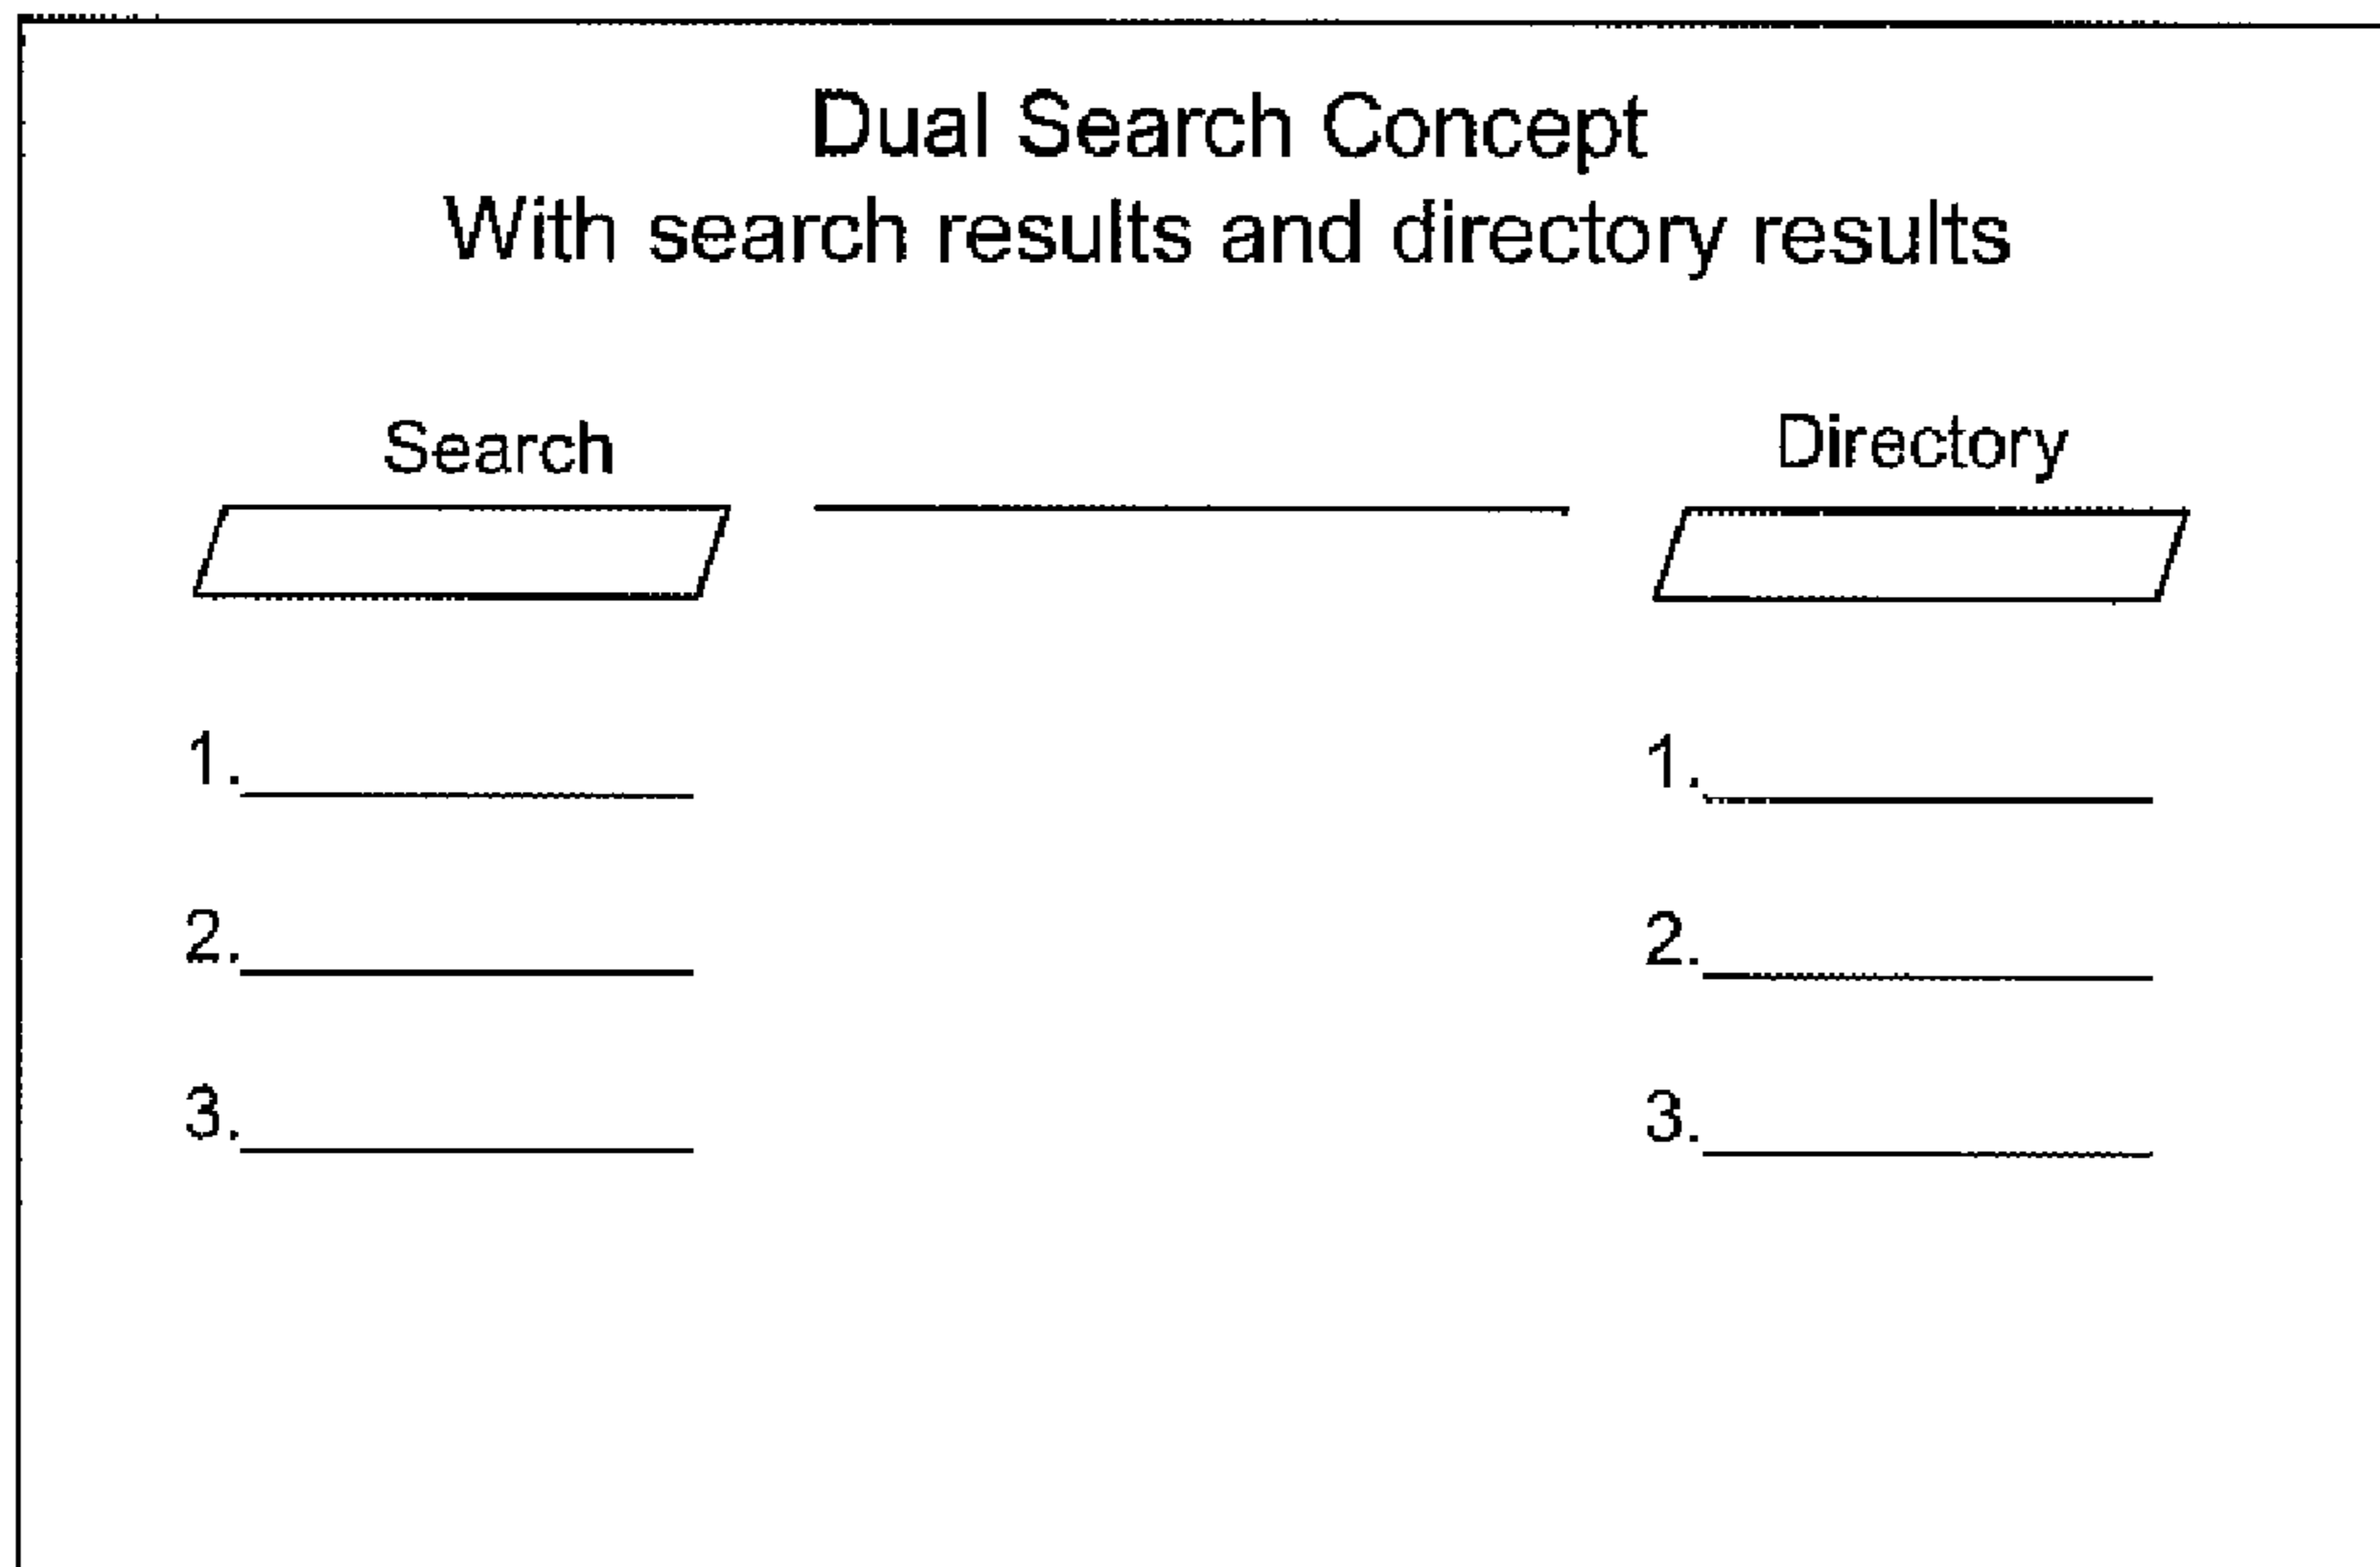 Dual Search Concept
With search results and directory results
Search
Directory
1.
1.
2.
2.
3.
3.